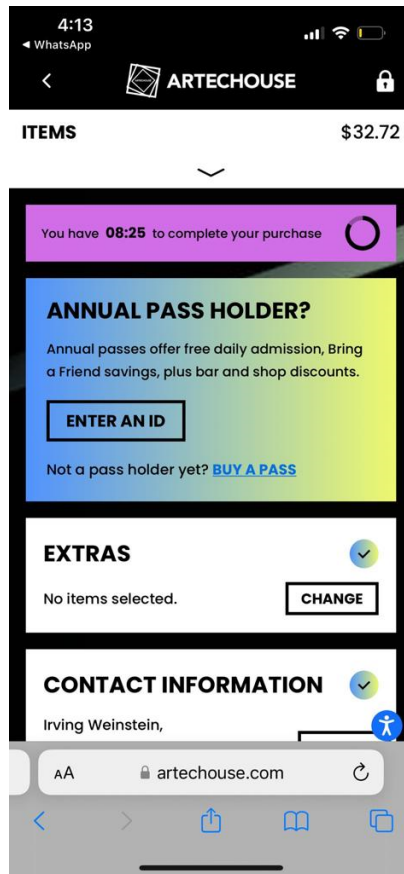 4:13
◀ WhatsApp
ARTECHOUSE
ITEMS $32.72
You have 08:25 to complete your purchase
ANNUAL PASS HOLDER?
Annual passes offer free daily admission, Bring
a Friend savings, plus bar and shop discounts.
ENTER AN ID
Not a pass holder yet? BUY A PASS
EXTRAS
No items selected.
CHANGE
CONTACT INFORMATION
Irving Weinstein,
AA artechouse.com